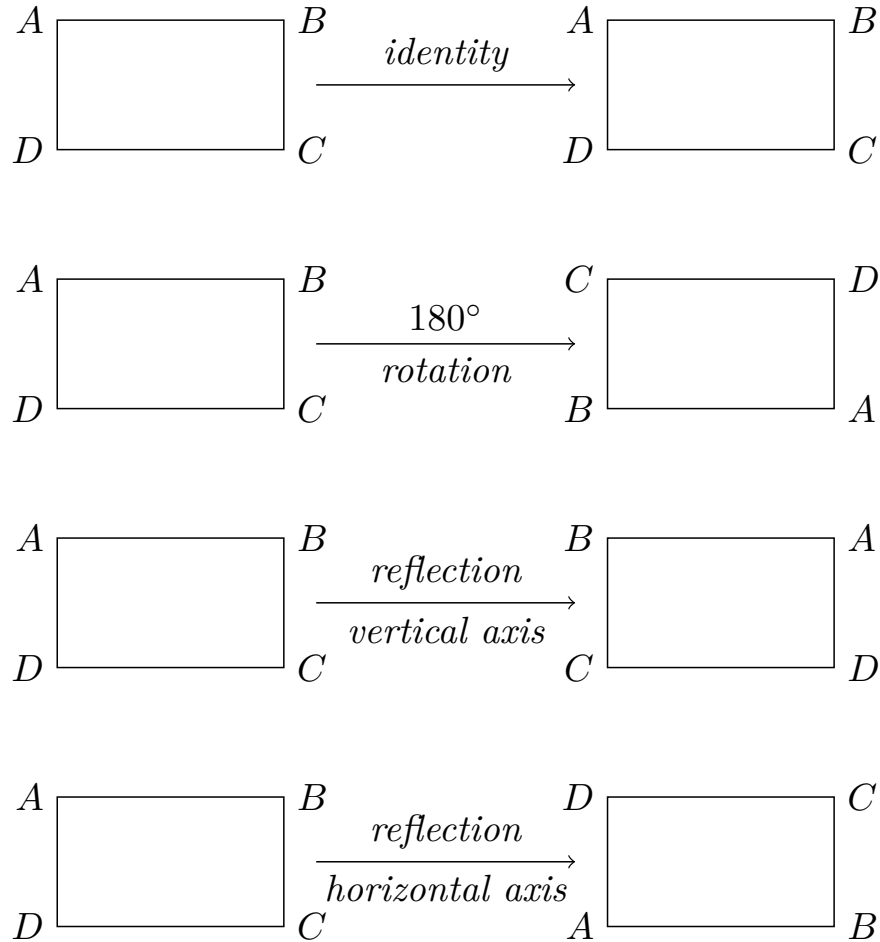 A B identity A B
D C D C
A B 180° C D
rotation
D C B A
A B reflection B A
vertical axis
D C C D
A B reflection D C
horizontal axis
D C A B